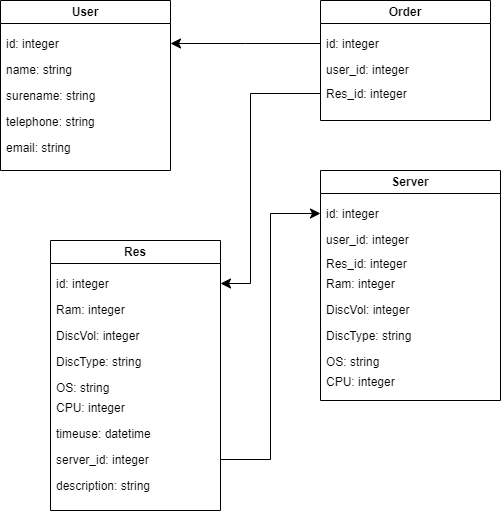 User
id: integer
name: string
surename: string
telephone: string
email: string
Order
id: integer
user_id: integer
Res_id: integer
Server
id: integer
user_id: integer
Res_id: integer
Ram: integer
DiscVol: integer
DiscType: string
OS: string
CPU: integer
Res
id: integer
Ram: integer
DiscVol: integer
DiscType: string
OS: string
CPU: integer
timeuse: datetime
server_id: integer
description: string